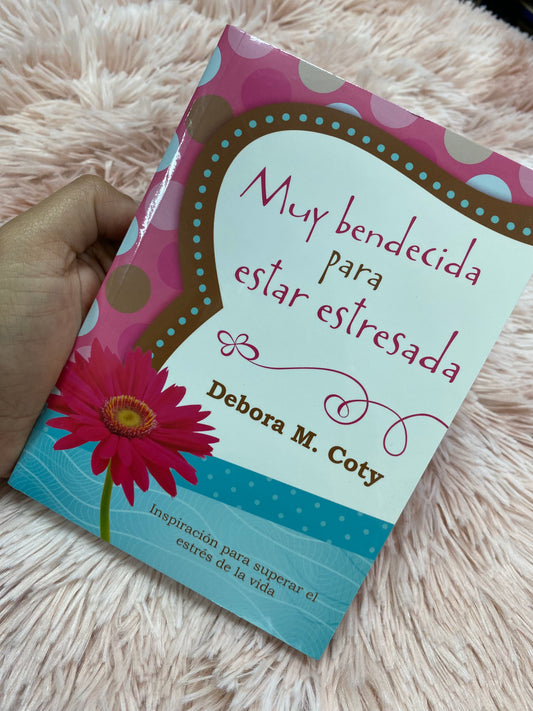 Muy bendecida
para
estar estresada
Debora M. Coty
Inspiración para superar el
estrés de la vida